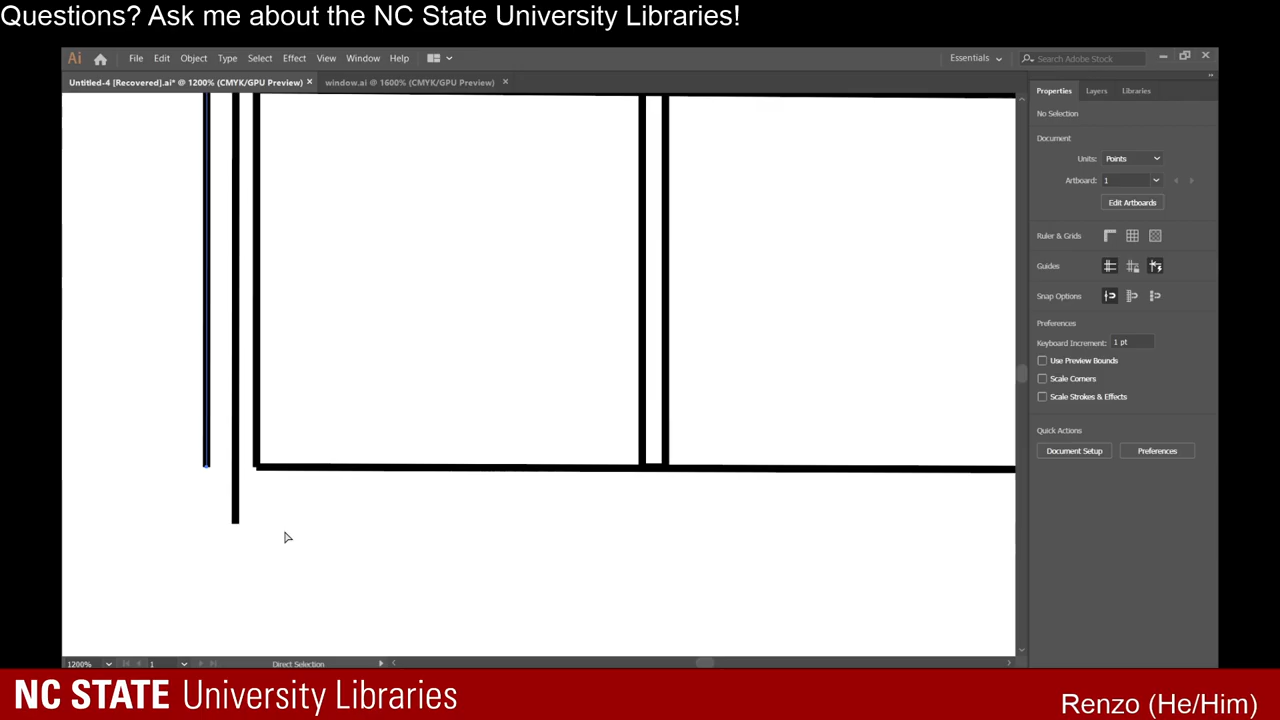 Questions? Ask me about the NC State University Libraries!
Ai File Edit Object Type Select Effect View Window Help Essentials Search Adobe Stock
Untitled-4 [Recovered].ai* @ 1200% (CMYK/GPU Preview) × window.ai @ 1600% (CMYK/GPU Preview) ×
Properties Layers Libraries
No Selection
Document
Units: Points
Artboard: 1
Edit Artboards
Ruler & Grids
Guides
Snap Options
Preferences
Keyboard Increment: 1 pt
Use Preview Bounds
Scale Corners
Scale Strokes & Effects
Quick Actions
Document Setup Preferences
1200% 1 Direct Selection
NC STATE University Libraries
Renzo (He/Him)